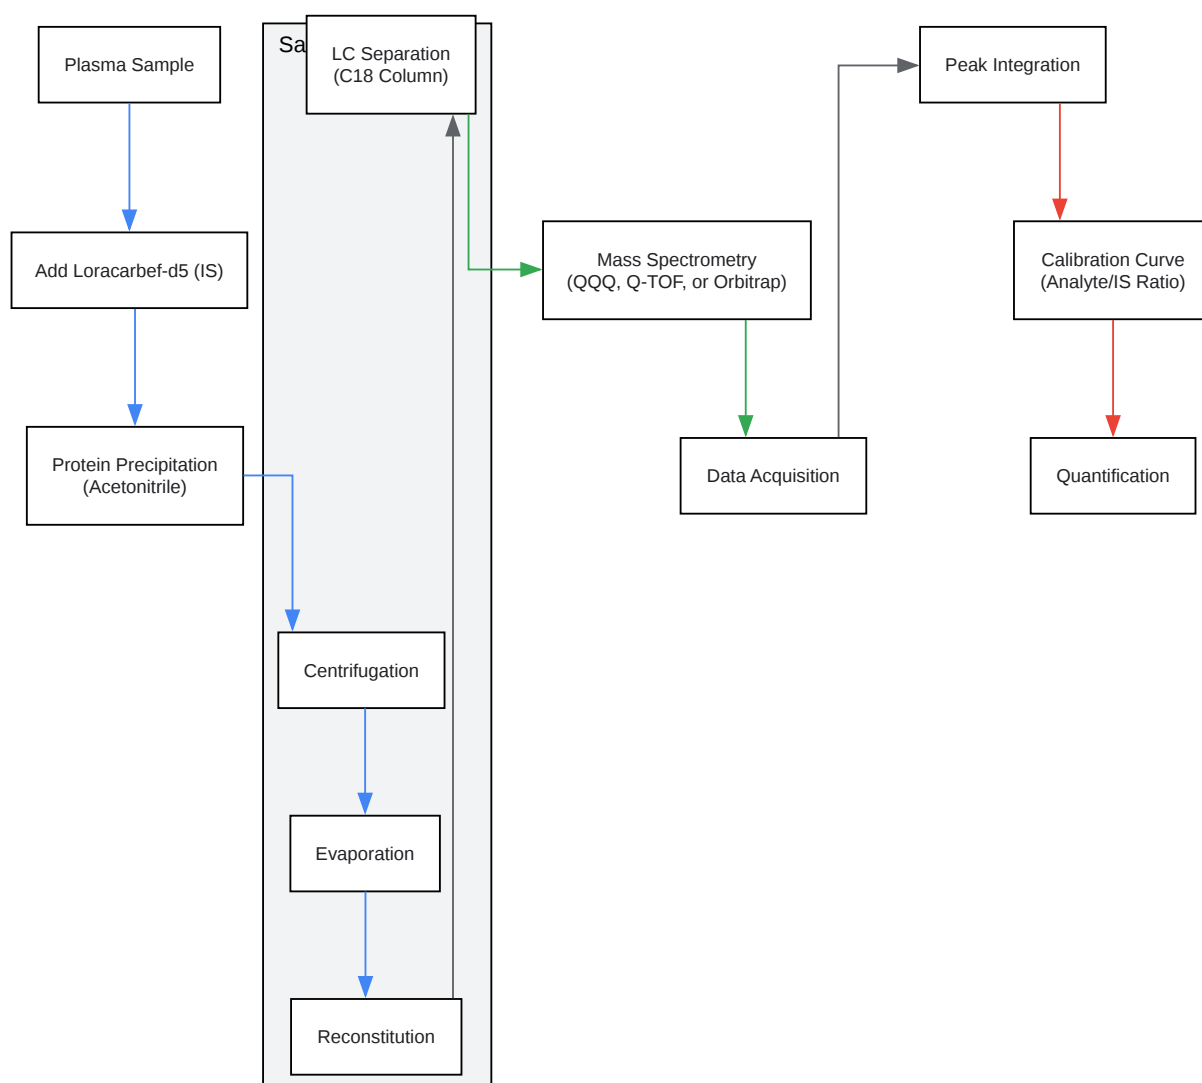 Plasma Sample
Add Loracarbef-d5 (IS)
Protein Precipitation
(Acetonitrile)
LC Separation
(C18 Column)
Centrifugation
Evaporation
Reconstitution
Mass Spectrometry
(QQQ, Q-TOF, or Orbitrap)
Data Acquisition
Peak Integration
Calibration Curve
(Analyte/IS Ratio)
Quantification